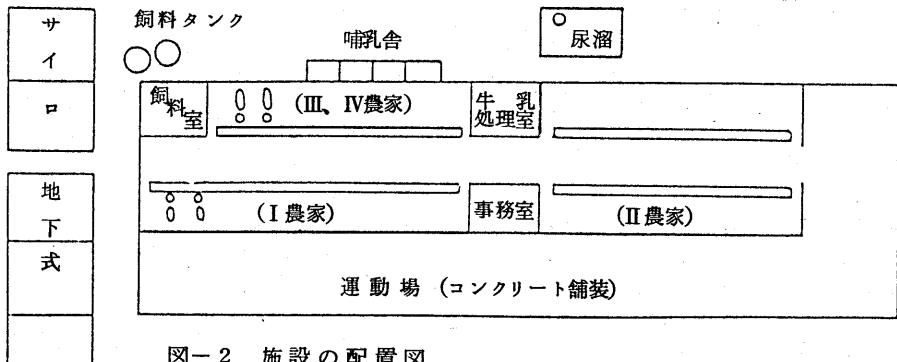 サイロ
飼料タンク
哺乳舎
尿溜
飼料室
(Ⅲ、Ⅳ農家)
牛乳
処理室
地下式
(Ⅰ農家)
事務室
(Ⅱ農家)
運動場 (コンクリート舗装)
図-2 施設の配置図